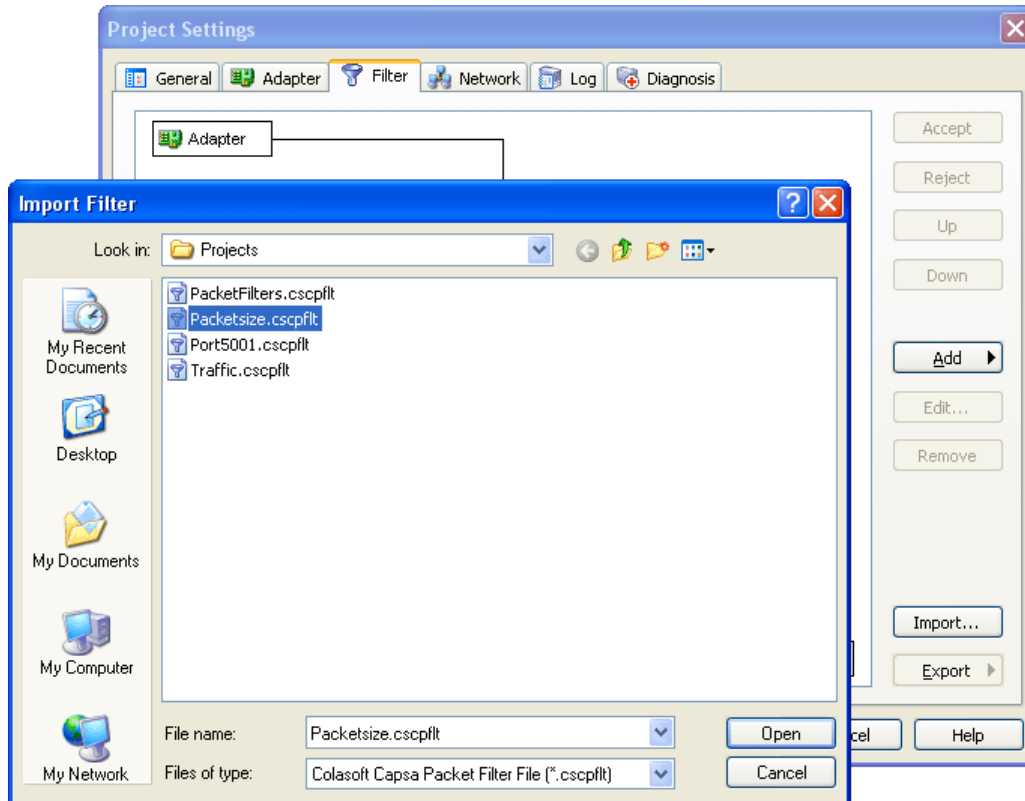 Project Settings
General
Adapter
Filter
Network
Log
Diagnosis
Adapter
Accept
Reject
Up
Down
Add
Edit...
Remove
Import...
Export
cel
Help
Import Filter
Look in:
Projects
My Recent
Documents
Desktop
My Documents
My Computer
My Network
PacketFilters.cscpflt
Packetsize.cscpflt
Port5001.cscpflt
Traffic.cscpflt
File name:
Packetsize.cscpflt
Open
Files of type:
Colasoft Capsa Packet Filter File (*.cscpflt)
Cancel